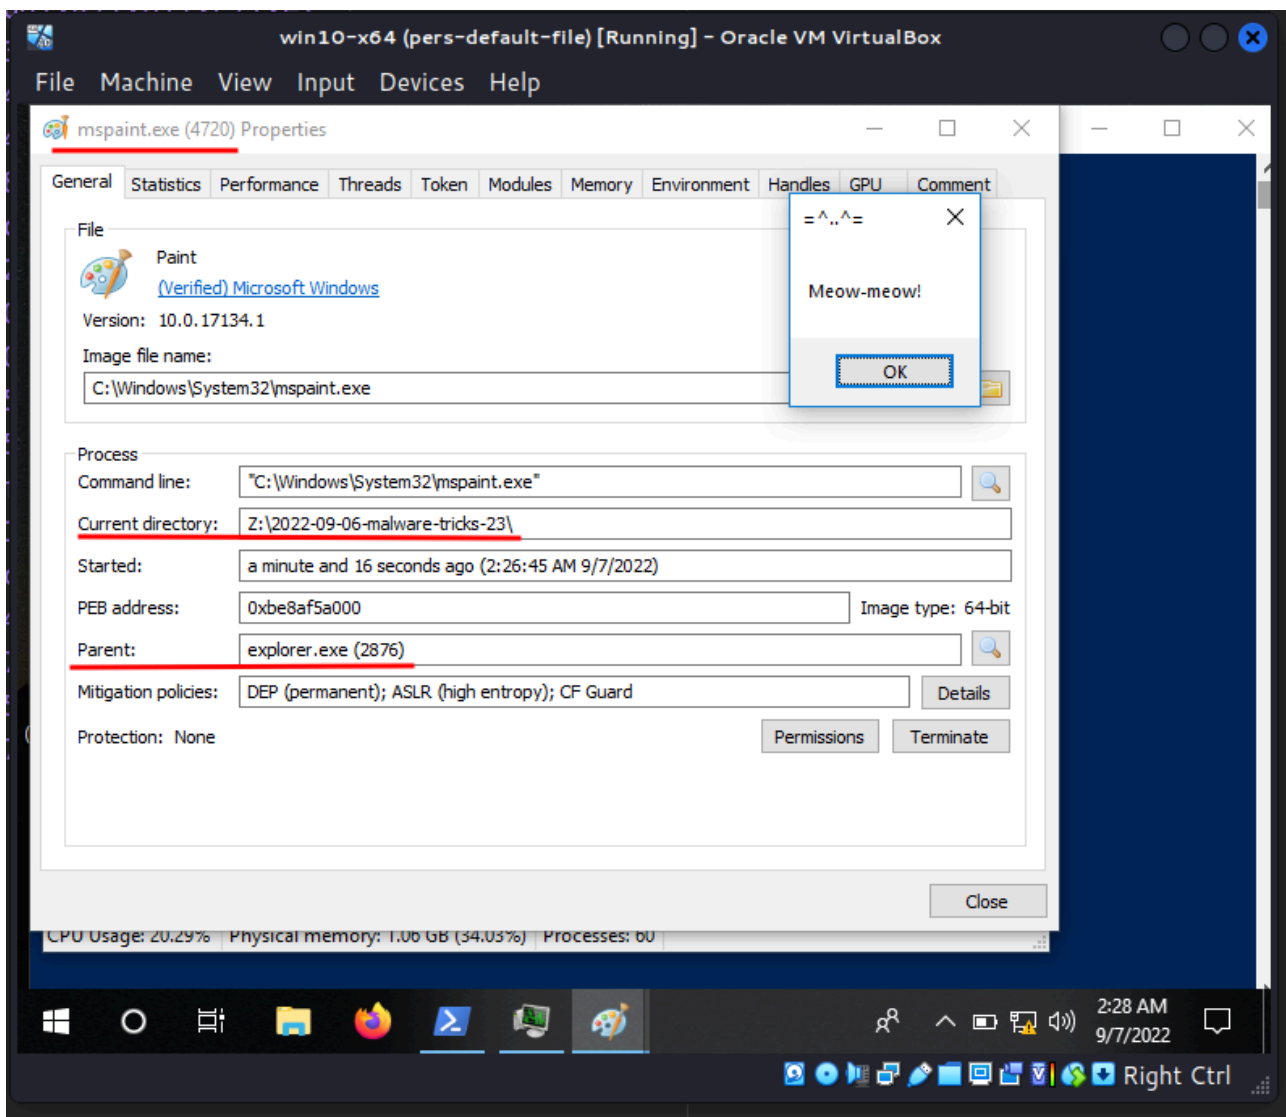 win10-x64 (pers-default-file) [Running] - Oracle VM VirtualBox
File Machine View Input Devices Help
mspaint.exe (4720) Properties
General Statistics Performance Threads Token Modules Memory Environment Handles GPU Comment
=^..^=
Meow-meow!
OK
File
Paint
(Verified) Microsoft Windows
Version: 10.0.17134.1
Image file name:
C:\Windows\System32\mspaint.exe
Process
Command line: "C:\Windows\System32\mspaint.exe"
Current directory: Z:\2022-09-06-malware-tricks-23\
Started: a minute and 16 seconds ago (2:26:45 AM 9/7/2022)
PEB address: 0xbe8af5a000 Image type: 64-bit
Parent: explorer.exe (2876)
Mitigation policies: DEP (permanent); ASLR (high entropy); CF Guard Details
Protection: None Permissions Terminate
Close
CPU Usage: 20.29% Physical memory: 1.06 GB (34.03%) Processes: 60
2:28 AM
9/7/2022
Right Ctrl